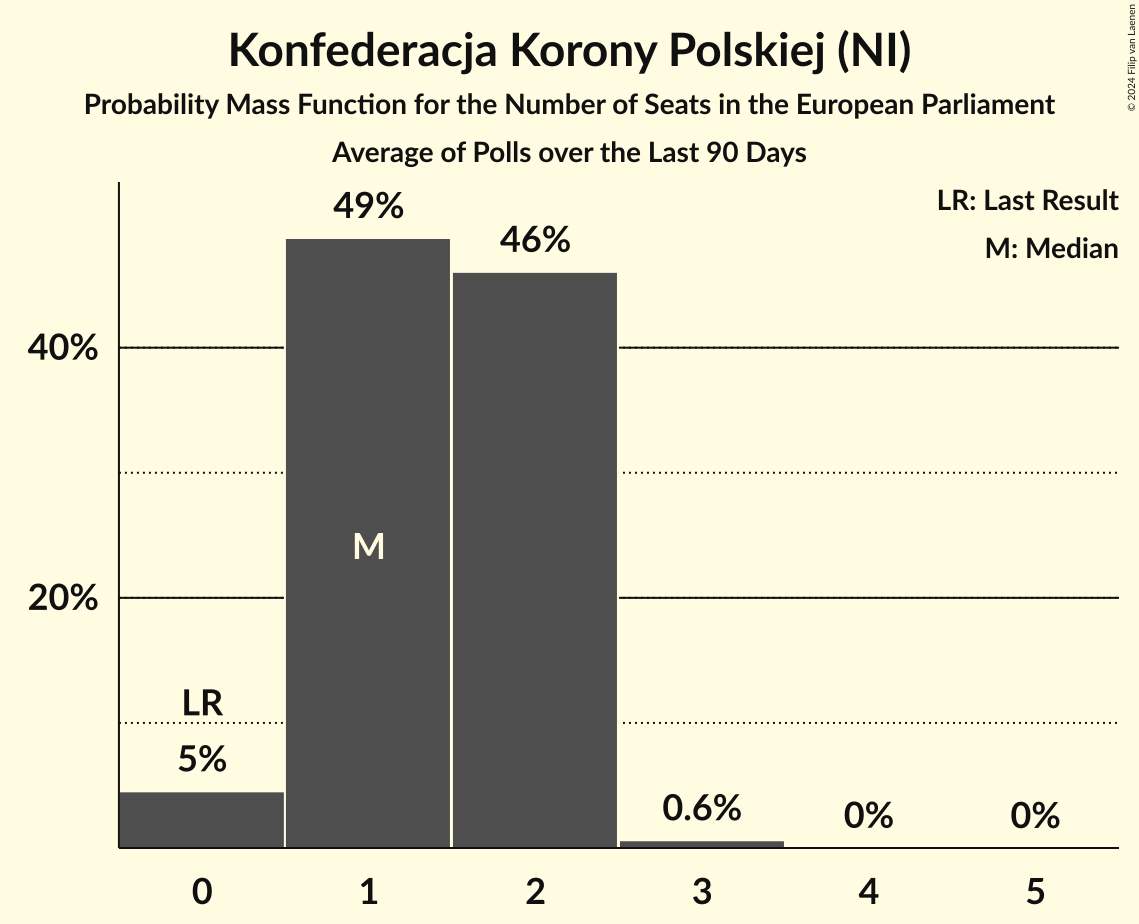 Konfederacja Korony Polskiej (NI)
Probability Mass Function for the Number of Seats in the European Parliament
Average of Polls over the Last 90 Days
© 2024 Filip van Laenen
LR: Last Result
M: Median
49%
46%
40%
M
20%
LR
5%
0.6%
0%
0%
0 1 2 3 4 5